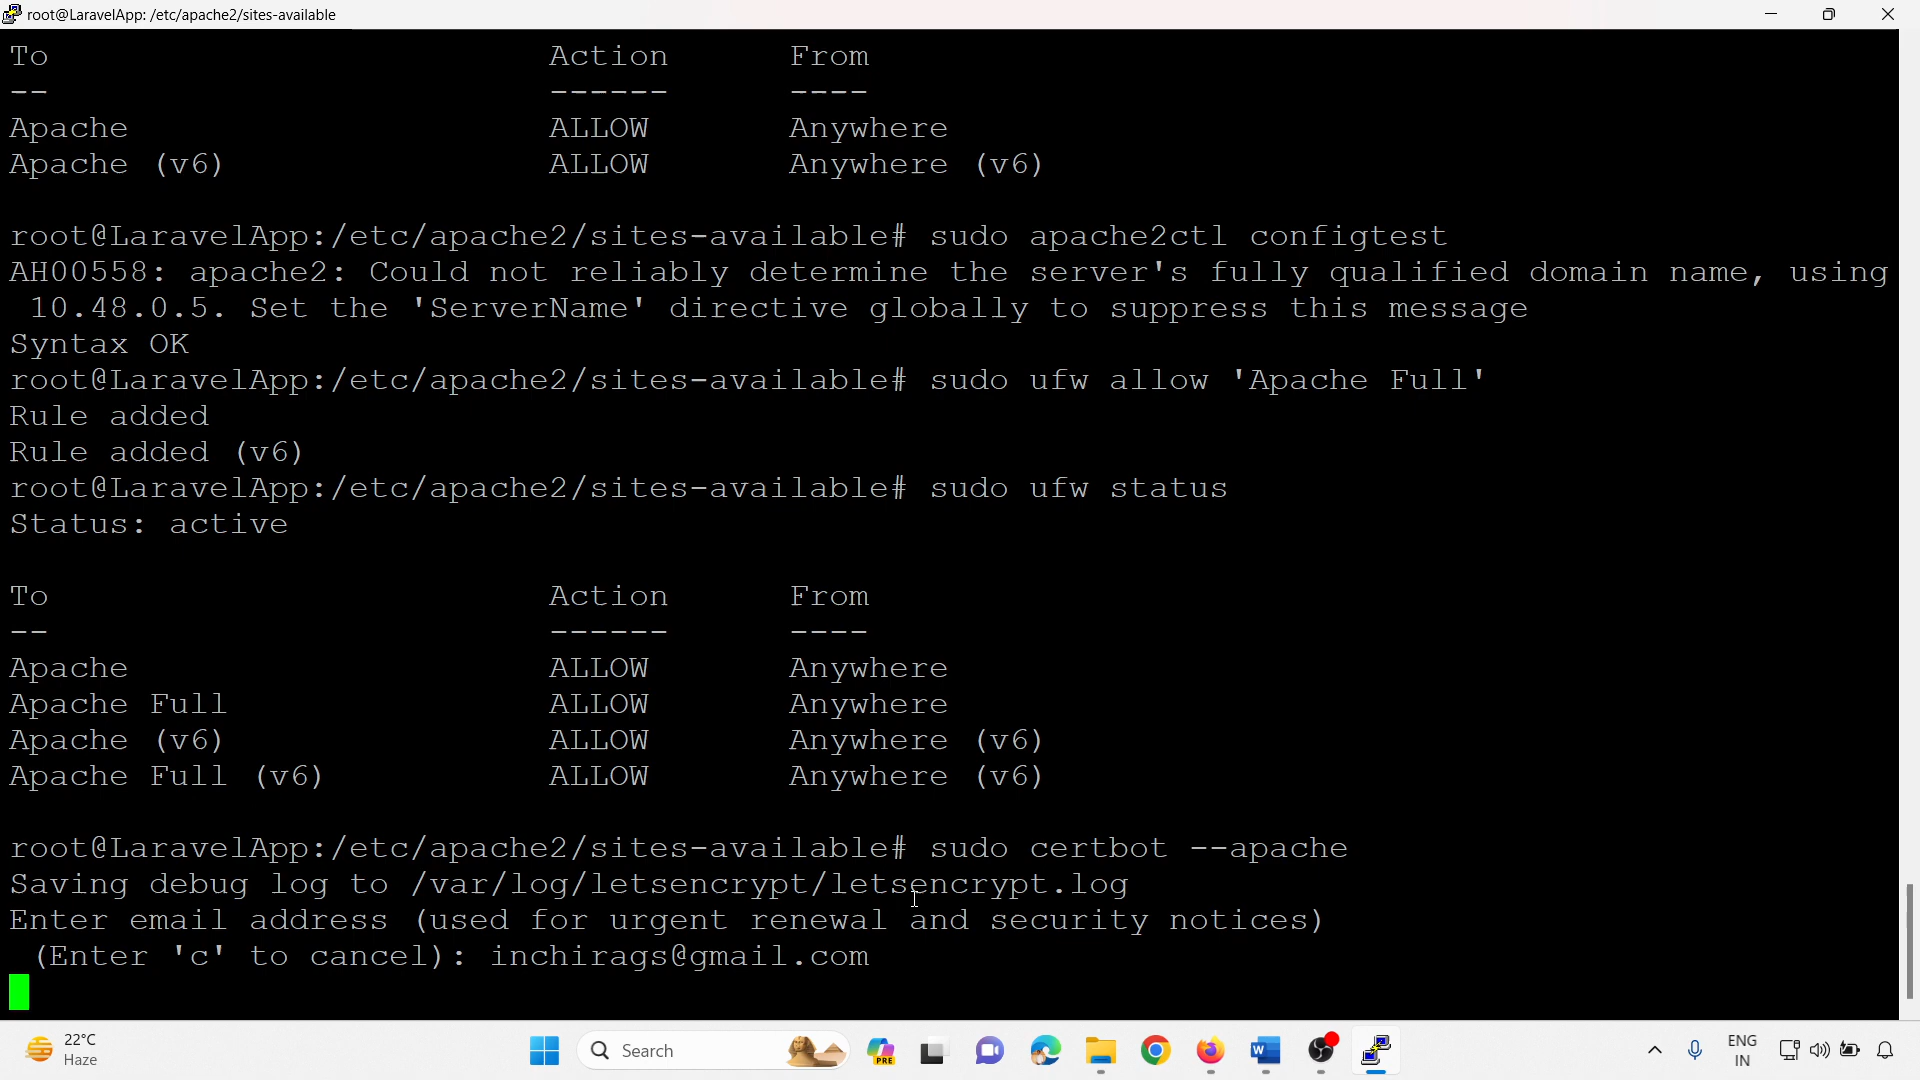 root@LaravelApp: /etc/apache2/sites-available
To                         Action      From
--                         ------      ----
Apache                     ALLOW       Anywhere
Apache (v6)                ALLOW       Anywhere (v6)
root@LaravelApp:/etc/apache2/sites-available# sudo apache2ctl configtest
AH00558: apache2: Could not reliably determine the server's fully qualified domain name, using
 10.48.0.5. Set the 'ServerName' directive globally to suppress this message
Syntax OK
root@LaravelApp:/etc/apache2/sites-available# sudo ufw allow 'Apache Full'
Rule added
Rule added (v6)
root@LaravelApp:/etc/apache2/sites-available# sudo ufw status
Status: active
To                         Action      From
--                         ------      ----
Apache                     ALLOW       Anywhere
Apache Full                ALLOW       Anywhere
Apache (v6)                ALLOW       Anywhere (v6)
Apache Full (v6)           ALLOW       Anywhere (v6)
root@LaravelApp:/etc/apache2/sites-available# sudo certbot --apache
Saving debug log to /var/log/letsencrypt/letsencrypt.log
Enter email address (used for urgent renewal and security notices)
 (Enter 'c' to cancel): inchirags@gmail.com
22°C
Haze
Search
PRE
ENG
IN